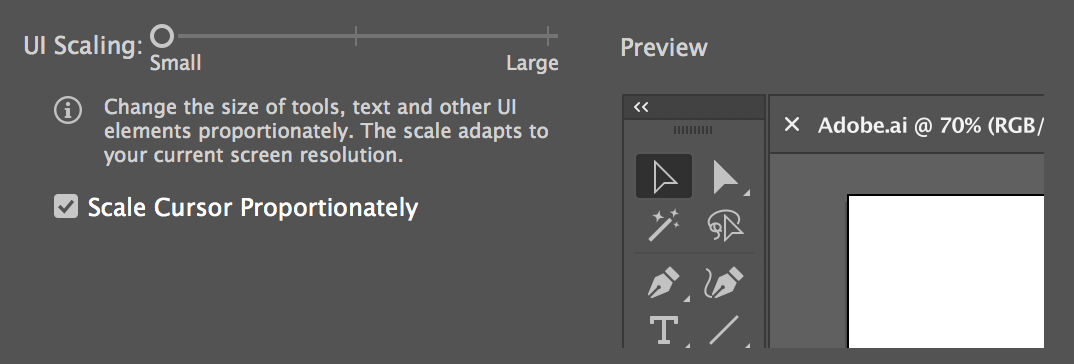 UI Scaling:
Small
Large
Change the size of tools, text and other UI
elements proportionately. The scale adapts to
your current screen resolution.
Scale Cursor Proportionately
Preview
Adobe.ai @ 70% (RGB/